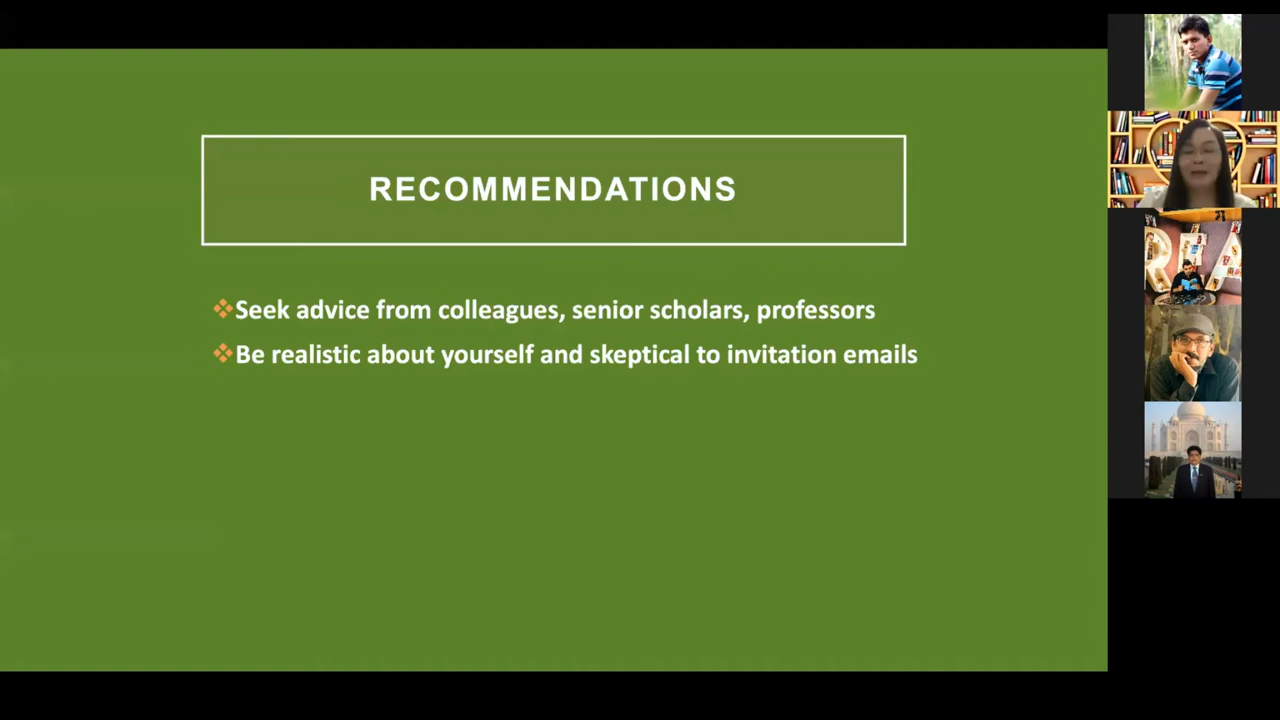 RECOMMENDATIONS
❖Seek advice from colleagues, senior scholars, professors
❖Be realistic about yourself and skeptical to invitation emails